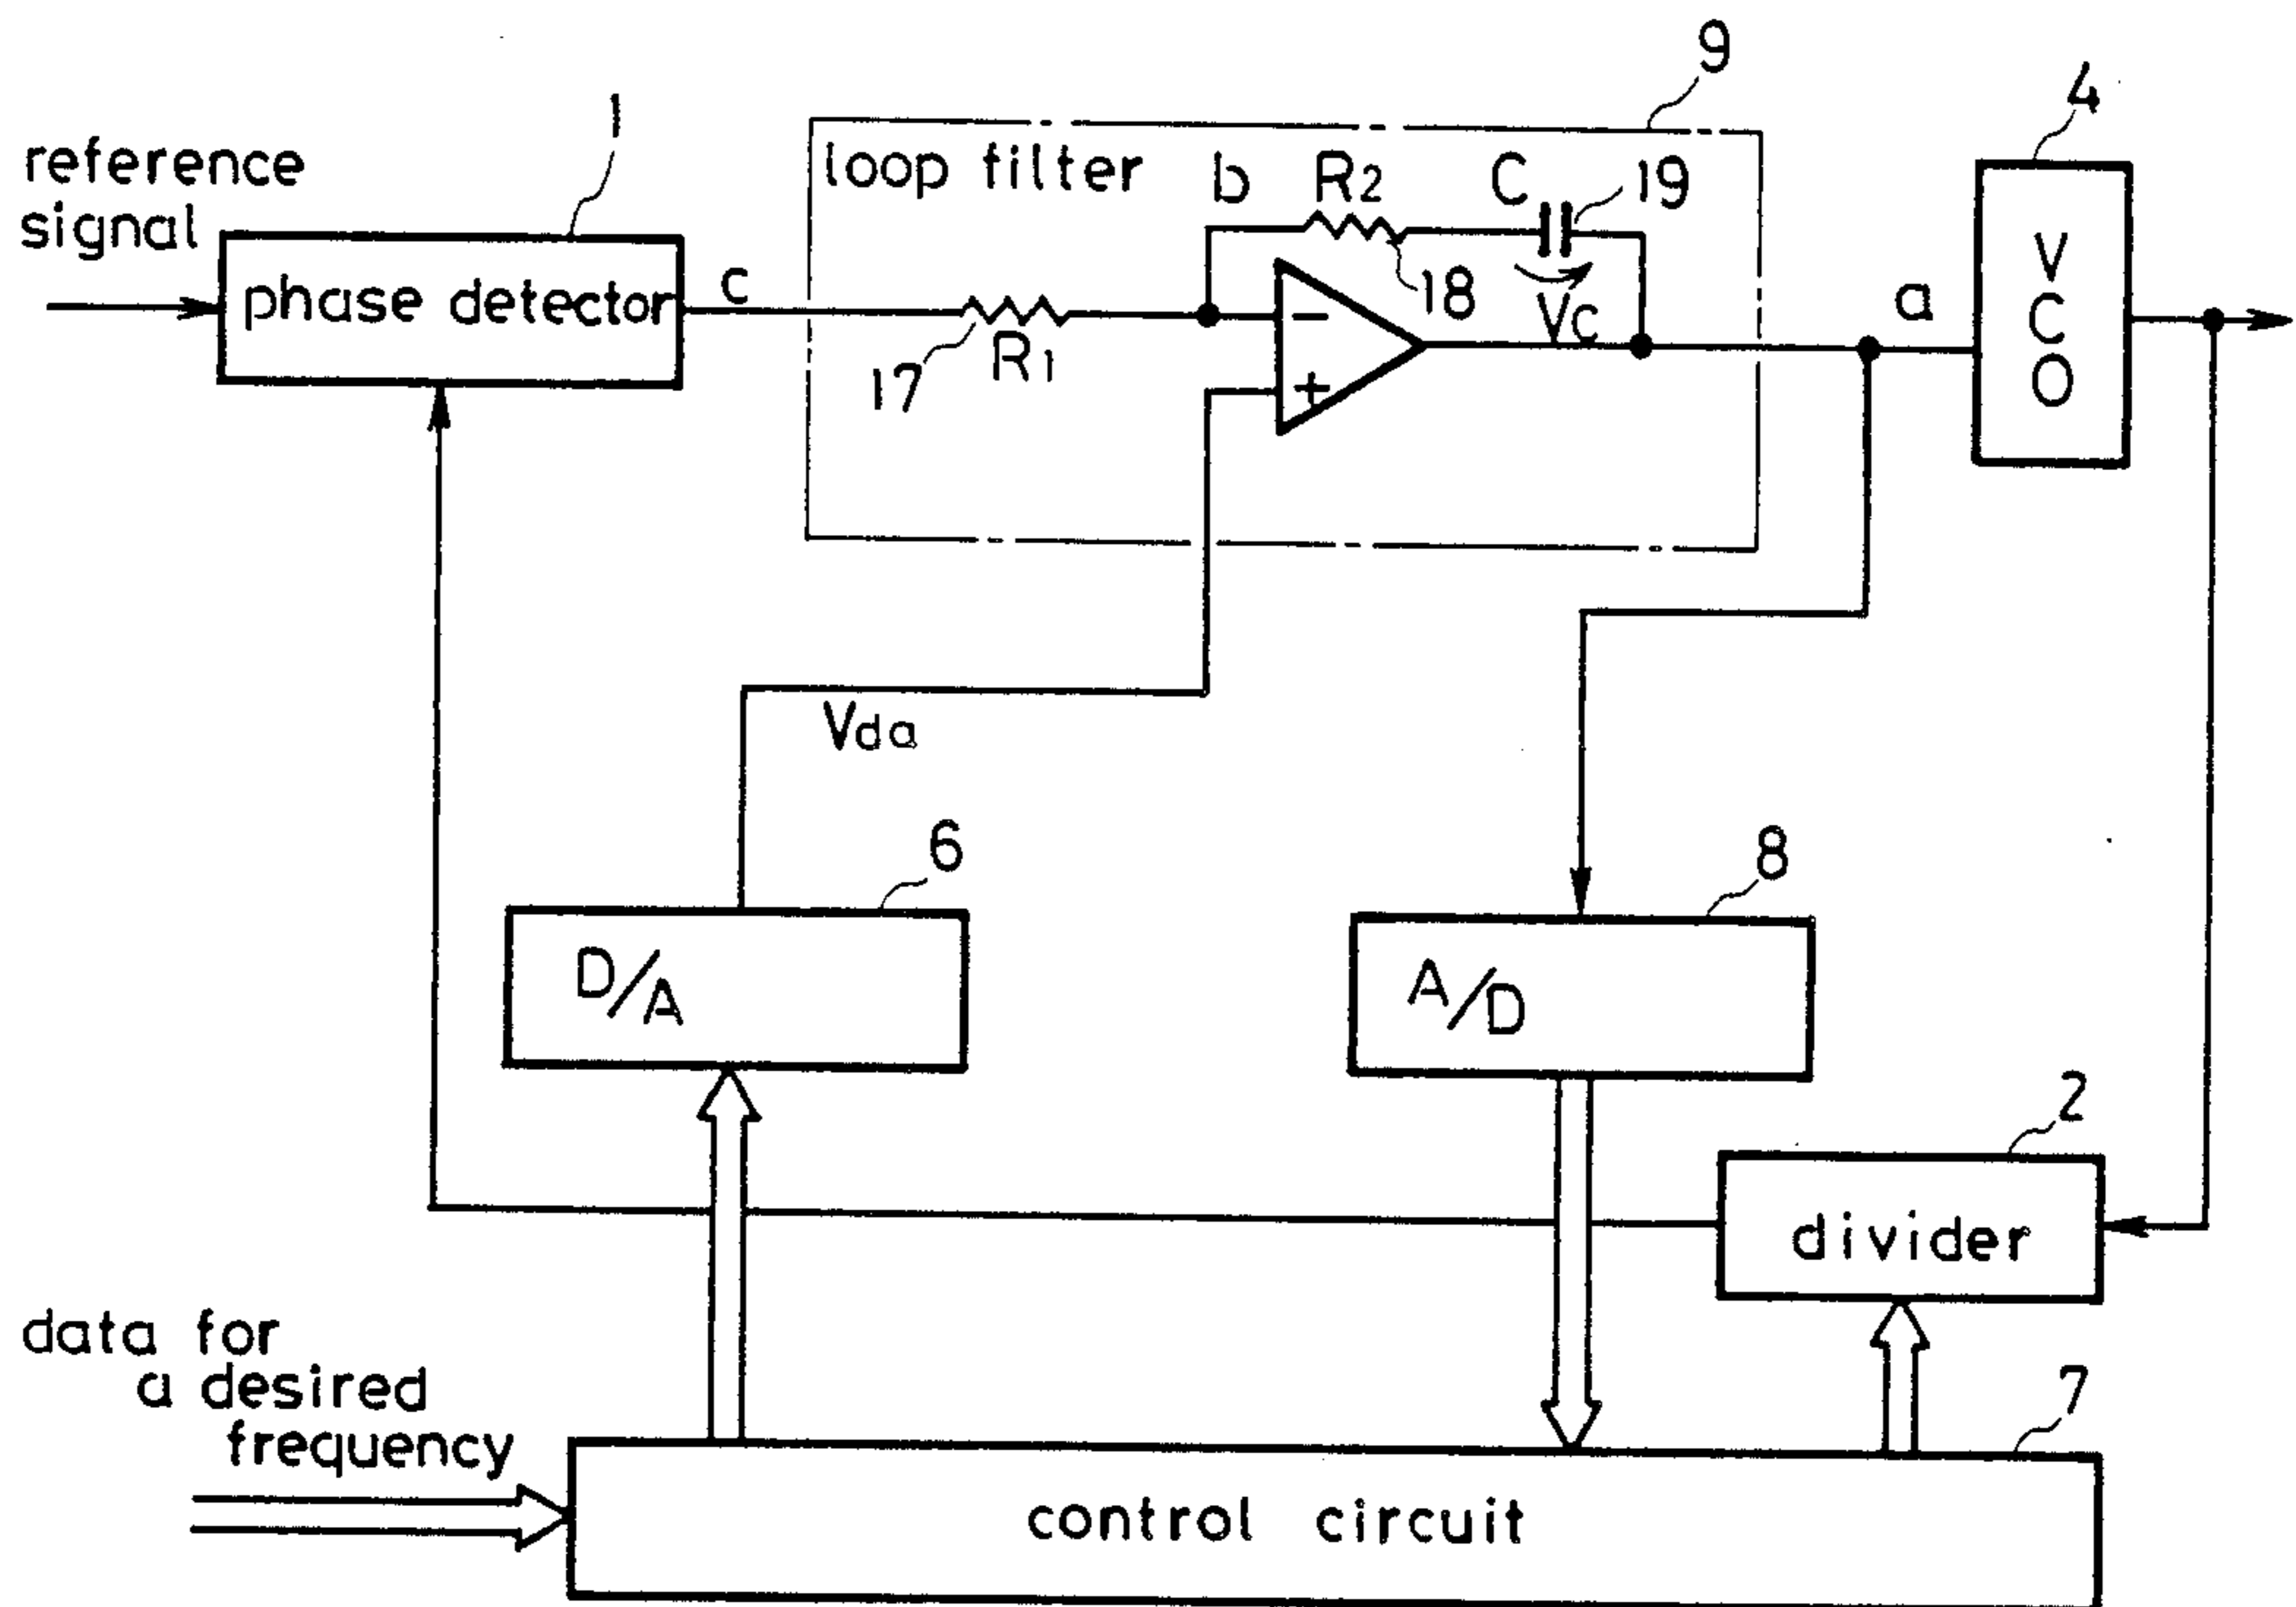 9
4
1
reference
signal
loop filter
b
R2
C
19
phase detector
c
17
R1
18
Vc
−
+
a
VCO
Vda
6
D/A
8
A/D
2
divider
data for
a desired
frequency
7
control circuit